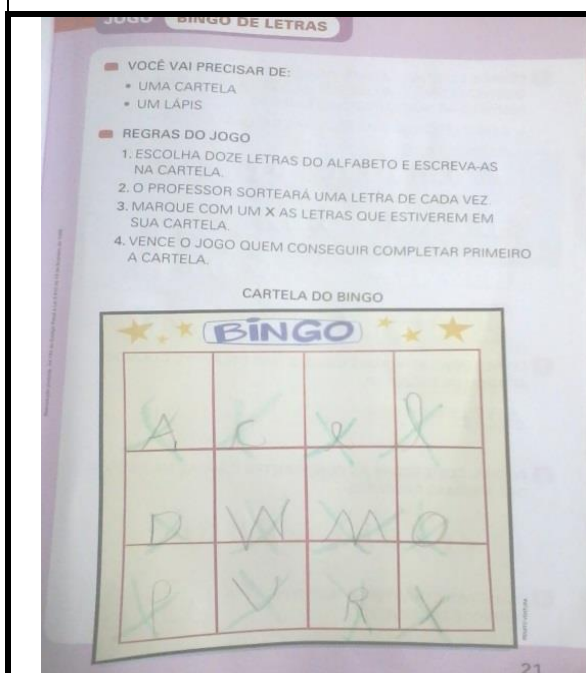 JOGO BINGO DE LETRAS
VOCÊ VAI PRECISAR DE:
• UMA CARTELA
• UM LÁPIS
REGRAS DO JOGO
1. ESCOLHA DOZE LETRAS DO ALFABETO E ESCREVA-AS
NA CARTELA.
2. O PROFESSOR SORTEARÁ UMA LETRA DE CADA VEZ.
3. MARQUE COM UM X AS LETRAS QUE ESTIVEREM EM
SUA CARTELA.
4. VENCE O JOGO QUEM CONSEGUIR COMPLETAR PRIMEIRO
A CARTELA.
CARTELA DO BINGO
BINGO
A c e l
D W M O
P V R X
21